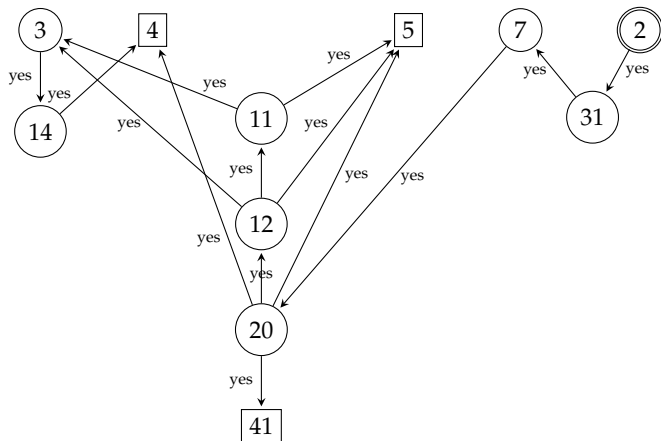 3
4
5
7
2
yes
yes
yes
yes
yes
yes
14
11
31
yes
yes
yes
yes
yes
12
yes
yes
20
yes
41